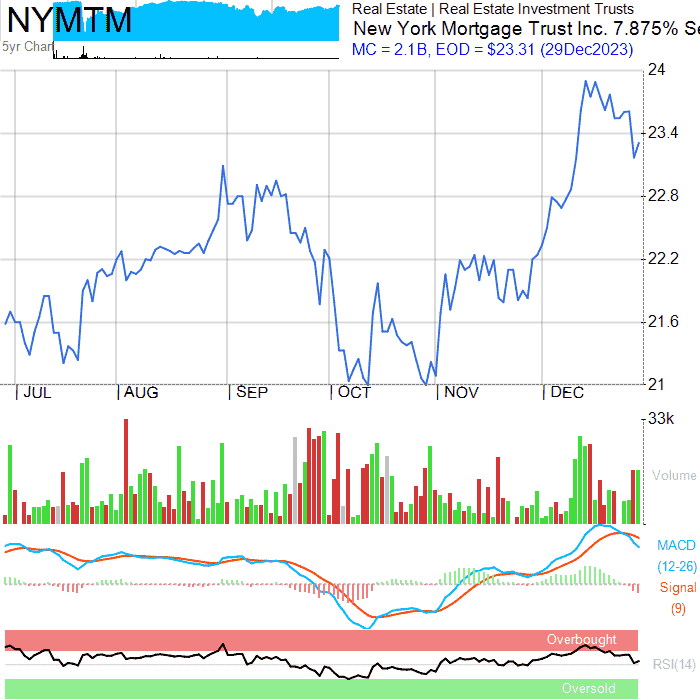 NYMTM
5yr Chart
Real Estate | Real Estate Investment Trusts
New York Mortgage Trust Inc. 7.875% Se
MC = 2.1B, EOD = $23.31 (29Dec2023)
24
23.4
22.8
22.2
21.6
21
| JUL | AUG | SEP | OCT | NOV | DEC
33k
Volume
MACD
(12-26)
Signal
(9)
Overbought
RSI(14)
Oversold